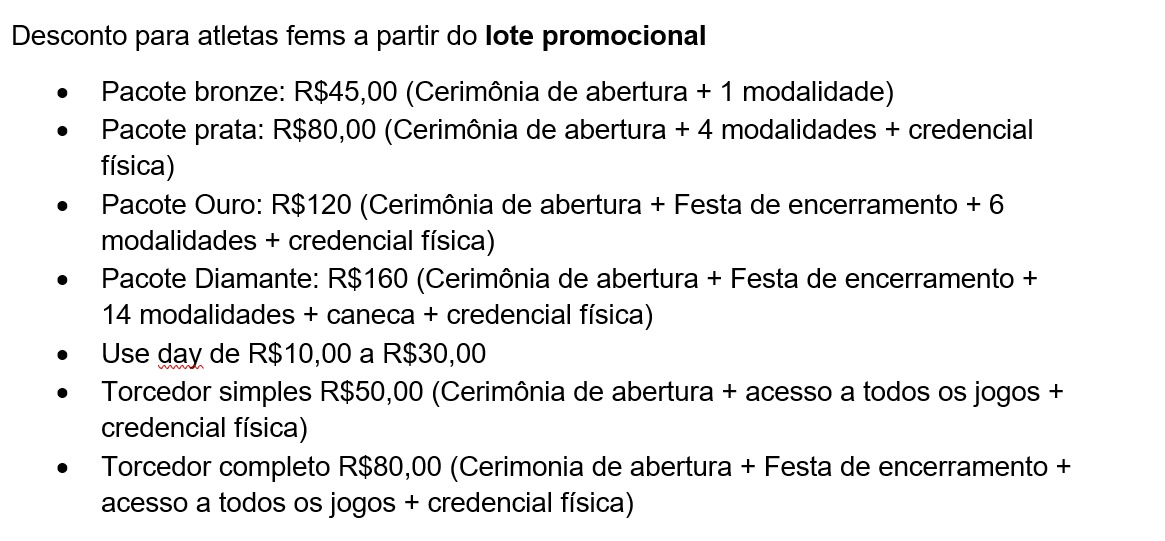 Desconto para atletas fems a partir do lote promocional
• Pacote bronze: R$45,00 (Cerimônia de abertura + 1 modalidade)
• Pacote prata: R$80,00 (Cerimônia de abertura + 4 modalidades + credencial
física)
• Pacote Ouro: R$120 (Cerimônia de abertura + Festa de encerramento + 6
modalidades + credencial física)
• Pacote Diamante: R$160 (Cerimônia de abertura + Festa de encerramento +
14 modalidades + caneca + credencial física)
• Use day de R$10,00 a R$30,00
• Torcedor simples R$50,00 (Cerimônia de abertura + acesso a todos os jogos +
credencial física)
• Torcedor completo R$80,00 (Cerimonia de abertura + Festa de encerramento +
acesso a todos os jogos + credencial física)